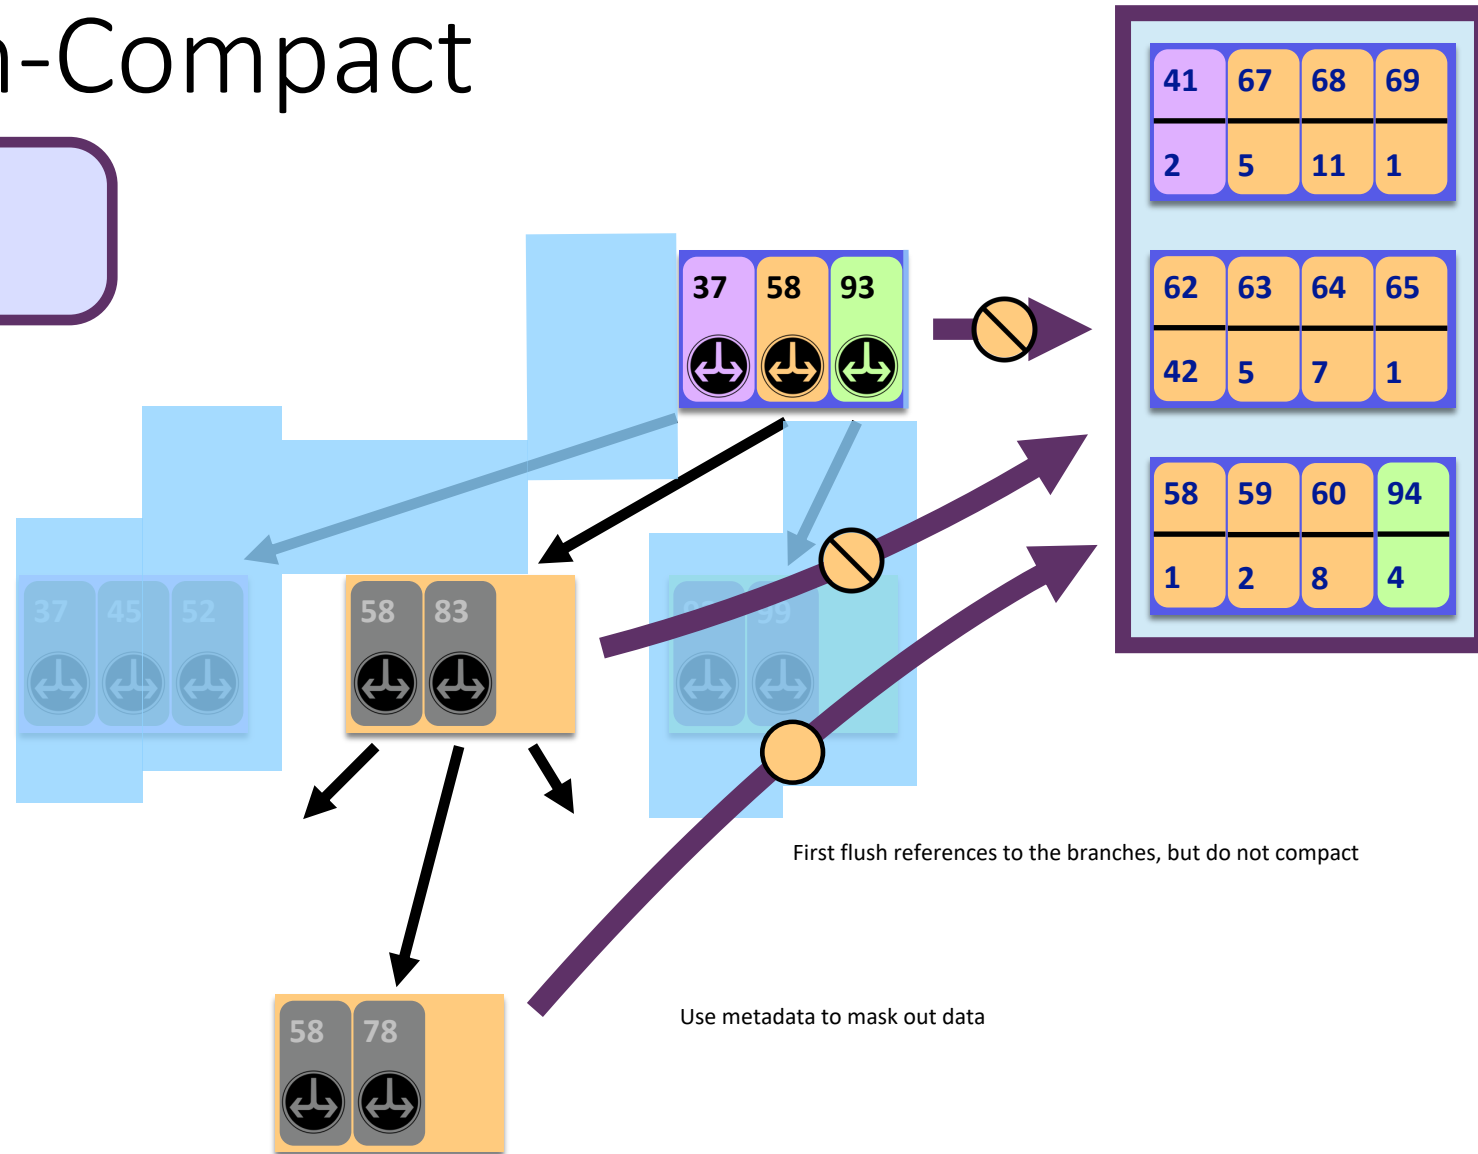 n-Compact
41 67 68 69
2 5 11 1
37 58 93
62 63 64 65
42 5 7 1
58 59 60 94
1 2 8 4
37 45 52
58 83
99
First flush references to the branches, but do not compact
Use metadata to mask out data
58 78